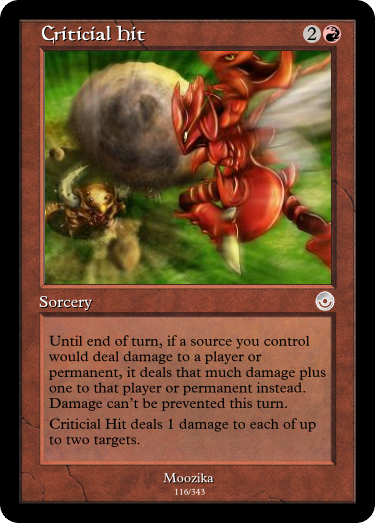 Criticial Hit 2
Sorcery
Until end of turn, if a source you control
would deal damage to a player or
permanent, it deals that much damage plus
one to that player or permanent instead.
Damage can't be prevented this turn.
Criticial Hit deals 1 damage to each of up
to two targets.
Moozika
116/343